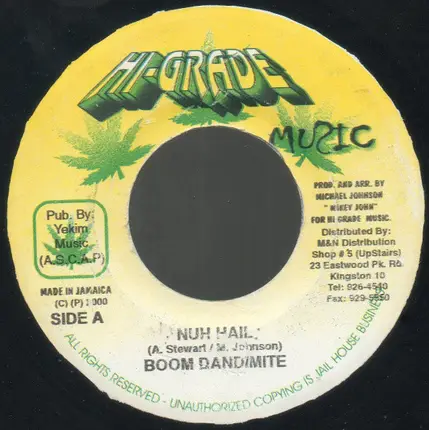 HI-GRADE
MUSIC
PROD. AND ARR. BY
MICHAEL JOHNSON
" MIKEY JOHN"
FOR HI GRADE MUSIC.
Distributed By:
M&N Distribution
Shop # 5 (UpStairs)
23 Eastwood Pk. Rd.
Kingston 10
Tel: 926-4540
Fax: 929-5950
Pub. By:
Yekim
Music
(A.S.C.A.P)
MADE IN JAMAICA
(C) (P) 2000
SIDE A
NUH HAIL
(A. Stewart / M. Johnson)
BOOM DANDIMITE
ALL RIGHTS RESERVED - UNAUTHORIZED COPYING IS JAIL HOUSE BUSINESS